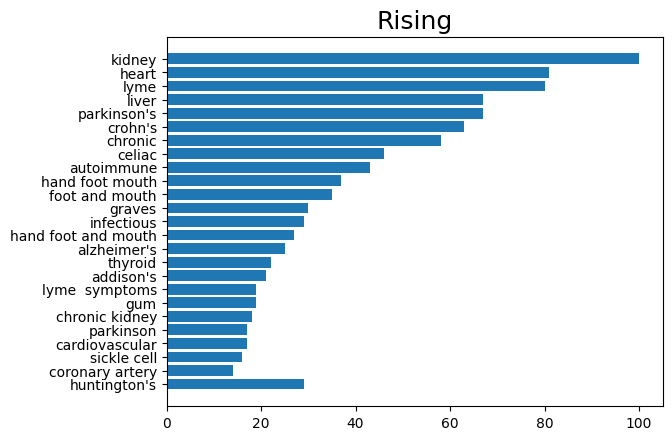 Rising
kidney
heart
lyme
liver
parkinson's
crohn's
chronic
celiac
autoimmune
hand foot mouth
foot and mouth
graves
infectious
hand foot and mouth
alzheimer's
thyroid
addison's
lyme  symptoms
gum
chronic kidney
parkinson
cardiovascular
sickle cell
coronary artery
huntington's
0 20 40 60 80 100